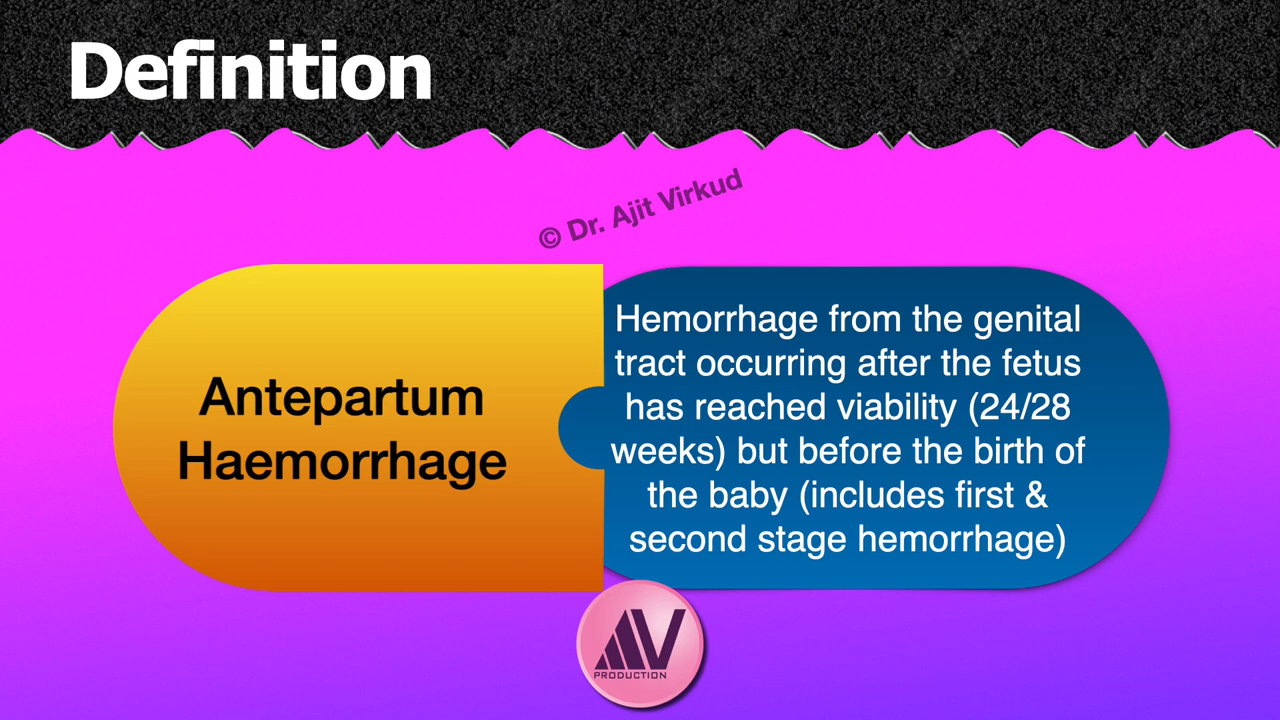 Definition
© Dr. Ajit Virkud
Antepartum
Haemorrhage
Hemorrhage from the genital
tract occurring after the fetus
has reached viability (24/28
weeks) but before the birth of
the baby (includes first &
second stage hemorrhage)
AV
PRODUCTION